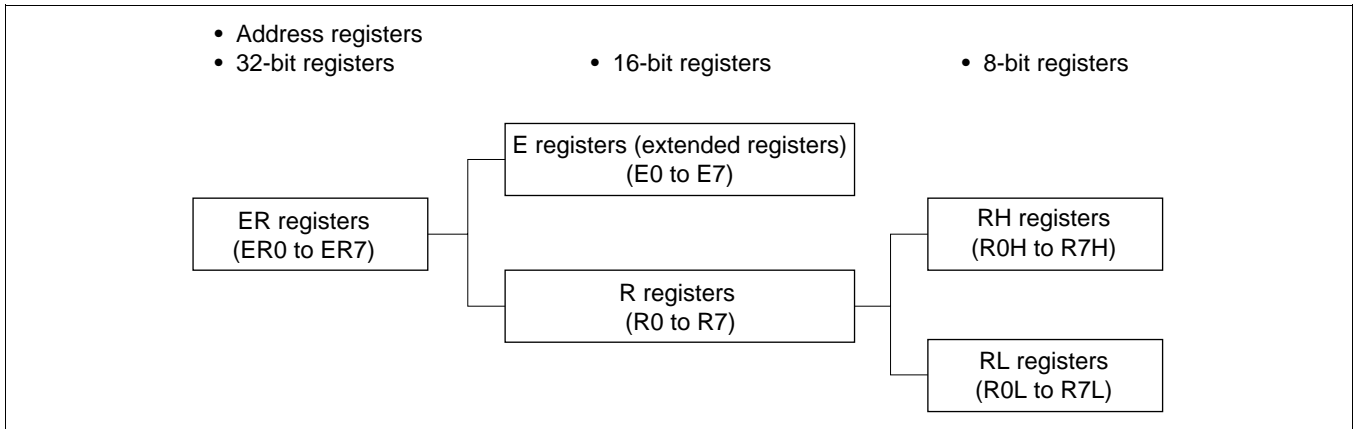 • Address registers
• 32-bit registers
• 16-bit registers
• 8-bit registers
E registers (extended registers)
(E0 to E7)
ER registers
(ER0 to ER7)
RH registers
(R0H to R7H)
R registers
(R0 to R7)
RL registers
(R0L to R7L)